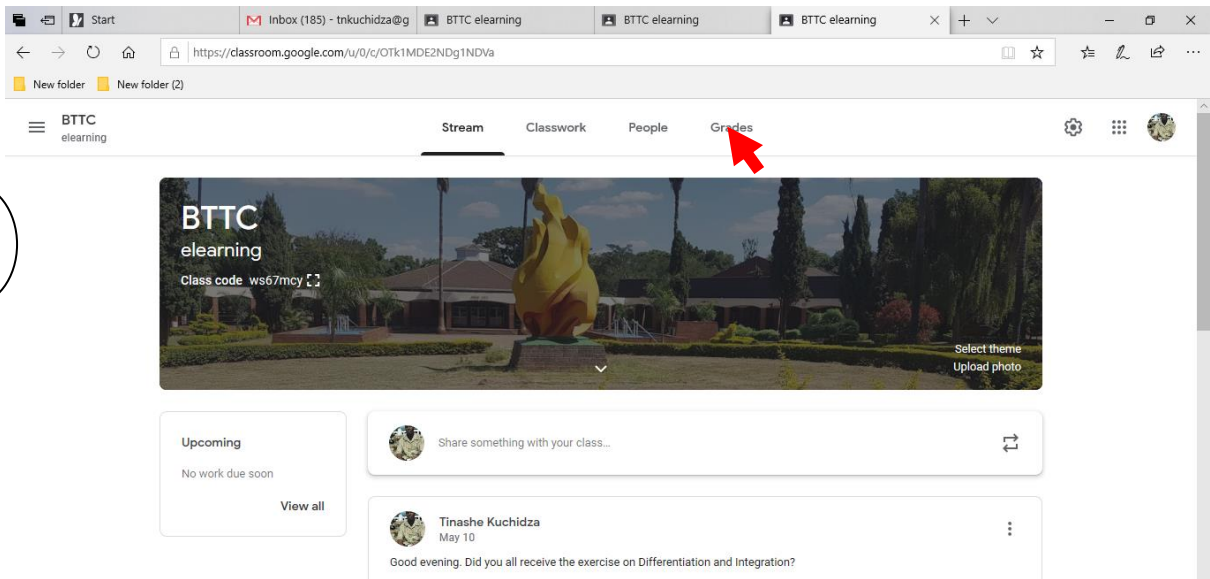 Start
Inbox (185) - tnkuchidza@g
BTTC elearning
BTTC elearning
BTTC elearning
https://classroom.google.com/u/0/c/OTk1MDE2NDg1NDVa
New folder
New folder (2)
BTTC
elearning
Stream
Classwork
People
Grades
BTTC
elearning
Class code ws67mcy
Select theme
Upload photo
Upcoming
No work due soon
View all
Share something with your class...
Tinashe Kuchidza
May 10
Good evening. Did you all receive the exercise on Differentiation and Integration?